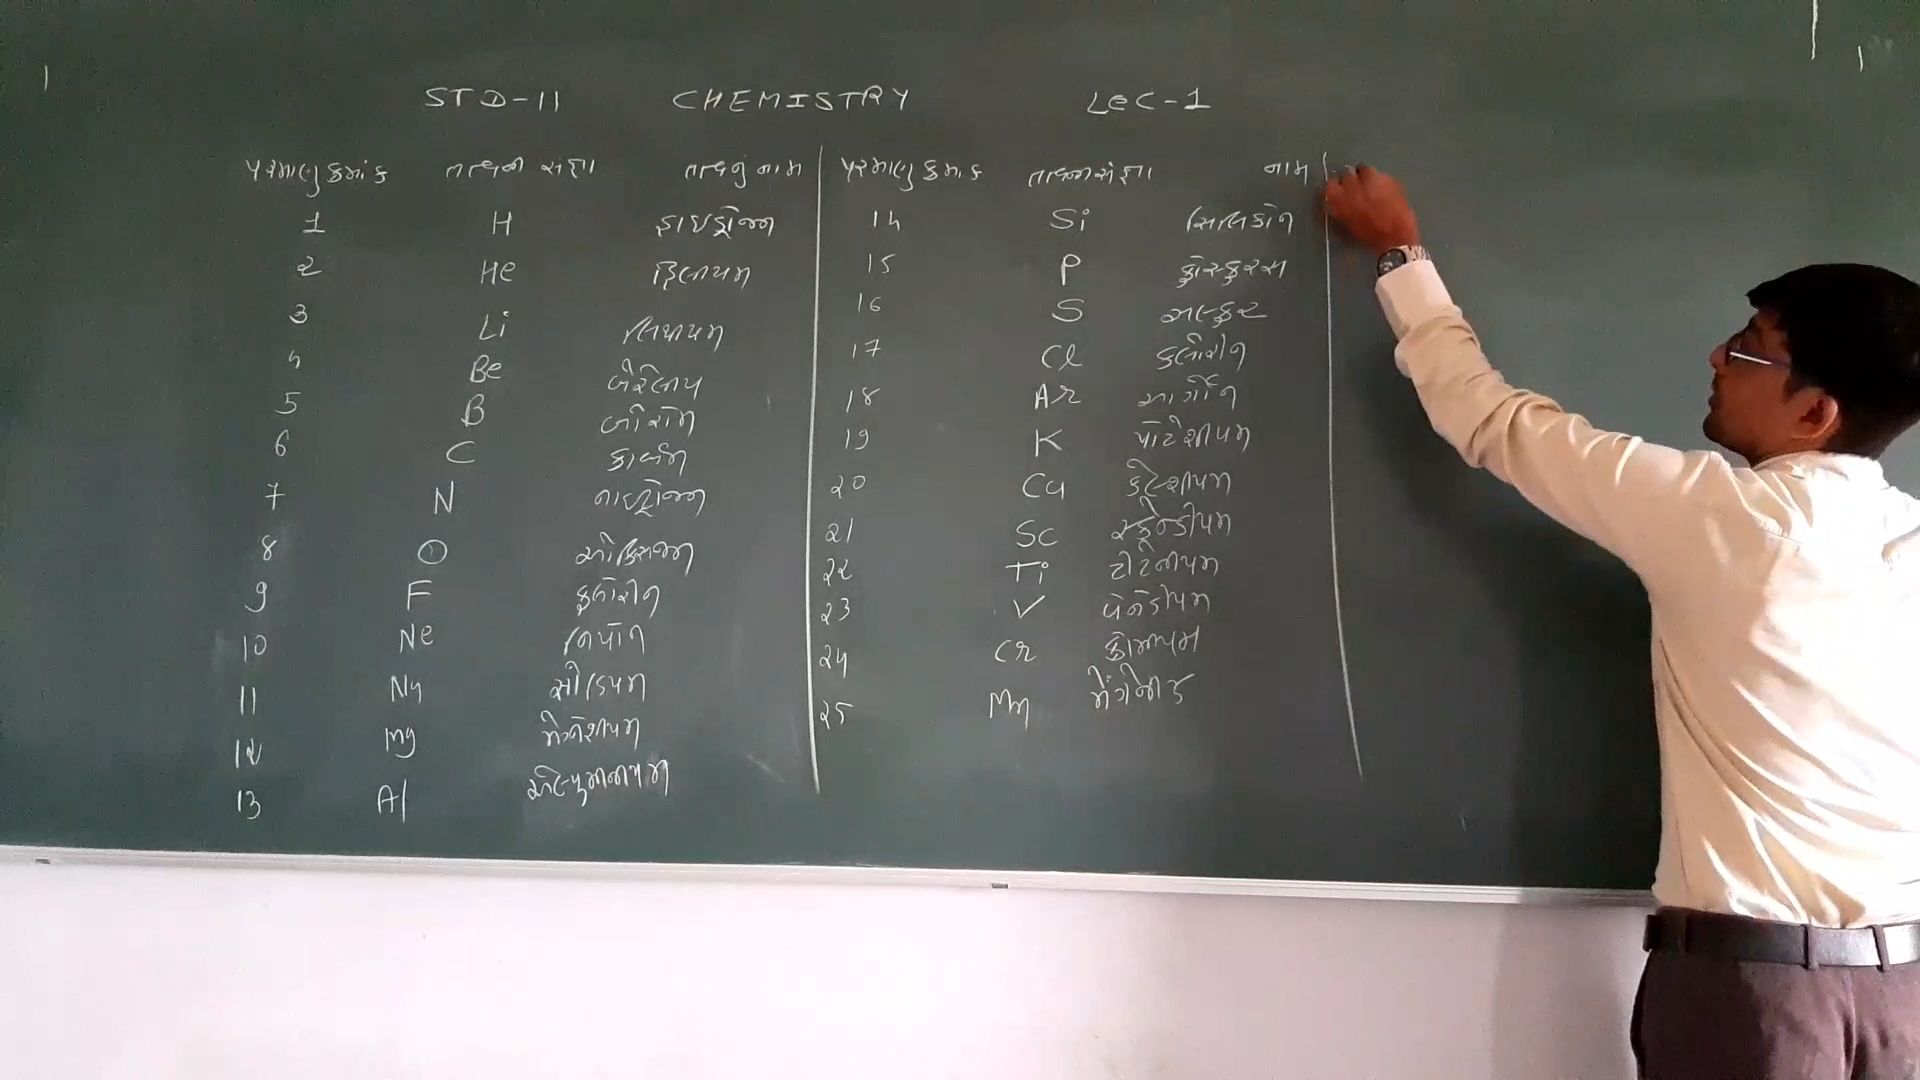 STD-11 CHEMISTRY LeC-1
પરમાણુ ક્રમાંક તત્વની સંજ્ઞા તત્વનું નામ પરમાણુ ક્રમાંક તત્વની સંજ્ઞા નામ
1 H હાઇડ્રોજન 14 Si સિલિકોન
2 He હિલીયમ 15 P ફોસ્ફરસ
3 Li લિથીયમ 16 S સલ્ફર
4 Be બેરિલીય 17 Cl કલોરીન
5 B બોરોન 18 Ar આર્ગોન
6 C કાર્બન 19 K પોટેશીયમ
7 N નાઇટ્રોજન 20 Ca કેલ્શીયમ
8 O ઓક્સિજન 21 Sc સ્કેન્ડીયમ
9 F ફલોરીન 22 Ti ટીટેનીયમ
10 Ne નિયોન 23 V વેનેડીયમ
11 Na સોડિયમ 24 Cr ક્રોમીયમ
12 Mg મેગ્નેશીયમ 25 Mn મેંગેનીઝ
13 Al એલ્યુમીનીયમ